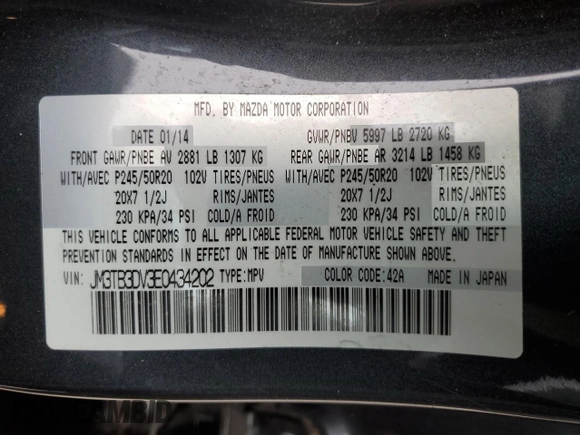 MFD. BY MAZDA MOTOR CORPORATION
DATE 01/14 GVWR/PNBV 5997 LB 2720 KG
FRONT GAWR/PNBE AV 2881 LB 1307 KG REAR GAWR/PNBE AR 3214 LB 1458 KG
WITH/AVEC P245/50R20 102V TIRES/PNEUS WITH/AVEC P245/50R20 102V TIRES/PNEUS
20X7 1/2J RIMS/JANTES 20X7 1/2J RIMS/JANTES
230 KPA/34 PSI COLD/A FROID 230 KPA/34 PSI COLD/A FROID
THIS VEHICLE CONFORMS TO ALL APPLICABLE FEDERAL MOTOR VEHICLE SAFETY AND THEFT
PREVENTION STANDARDS IN EFFECT ON THE DATE OF MANUFACTURE SHOWN ABOVE.
VIN: JM3TB3DV3E0434202 TYPE:MPV COLOR CODE:42A MADE IN JAPAN